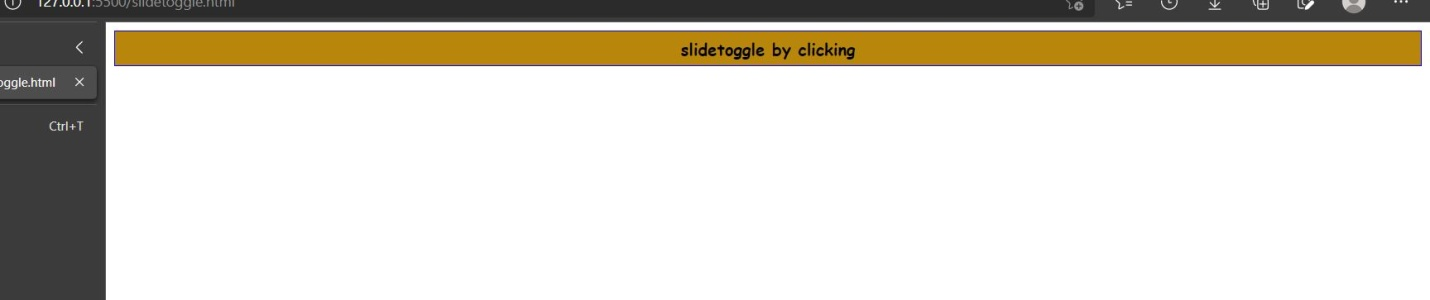 127.0.0.1:5500/slidetoggle.html
slidetoggle by clicking
oggle.html
Ctrl+T